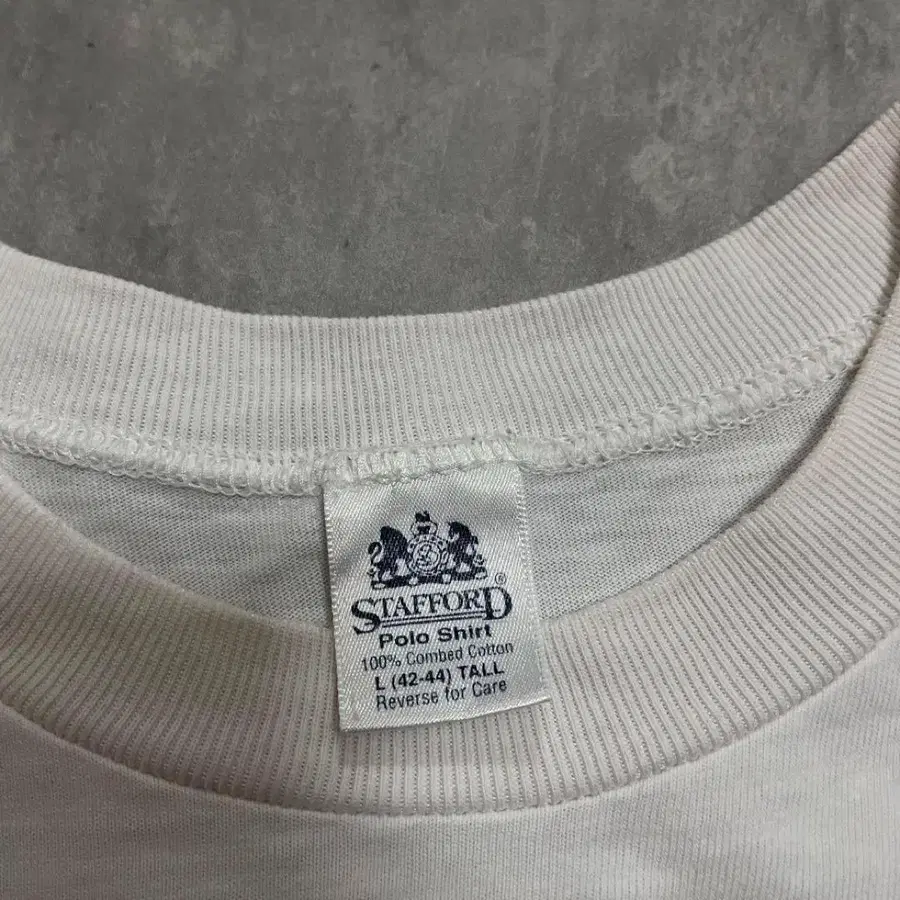 STAFFORD®
Polo Shirt
100% Combed Cotton
L (42-44) TALL
Reverse for Care